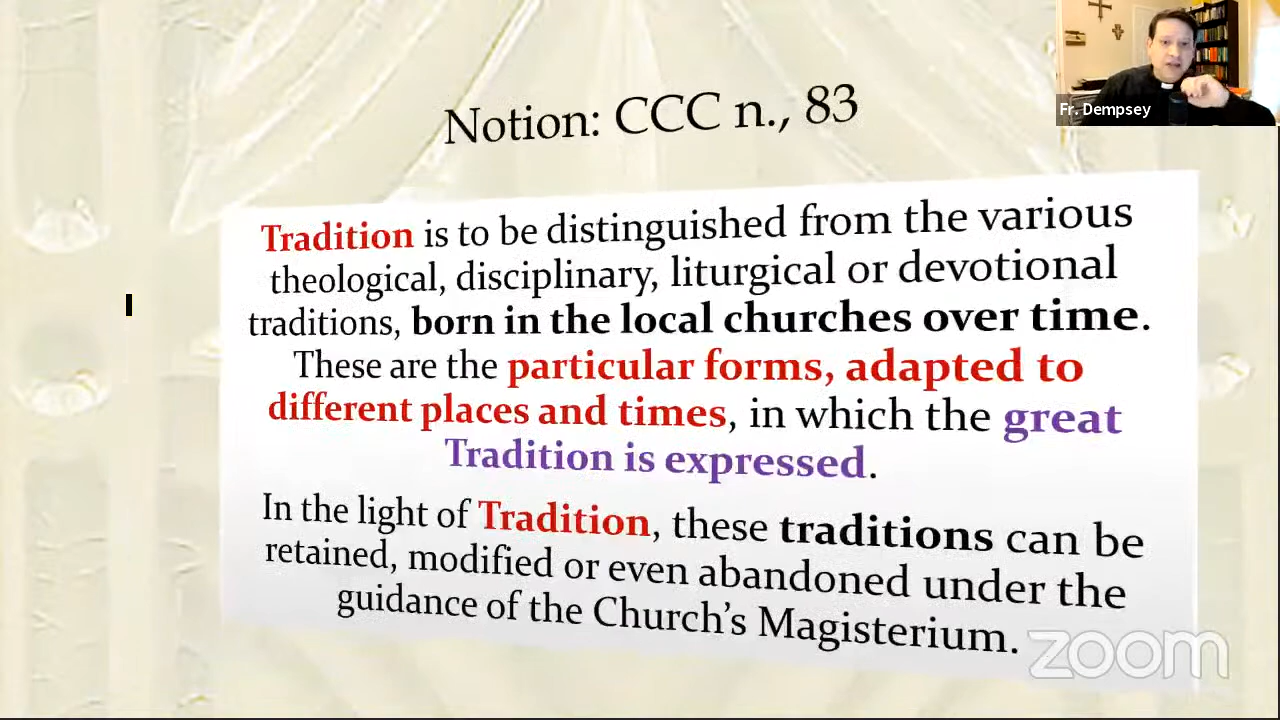 Notion: CCC n., 83
Fr. Dempsey
Tradition is to be distinguished from the various
theological, disciplinary, liturgical or devotional
traditions, born in the local churches over time.
These are the particular forms, adapted to
different places and times, in which the great
Tradition is expressed.
In the light of Tradition, these traditions can be
retained, modified or even abandoned under the
guidance of the Church’s Magisterium.
zoom